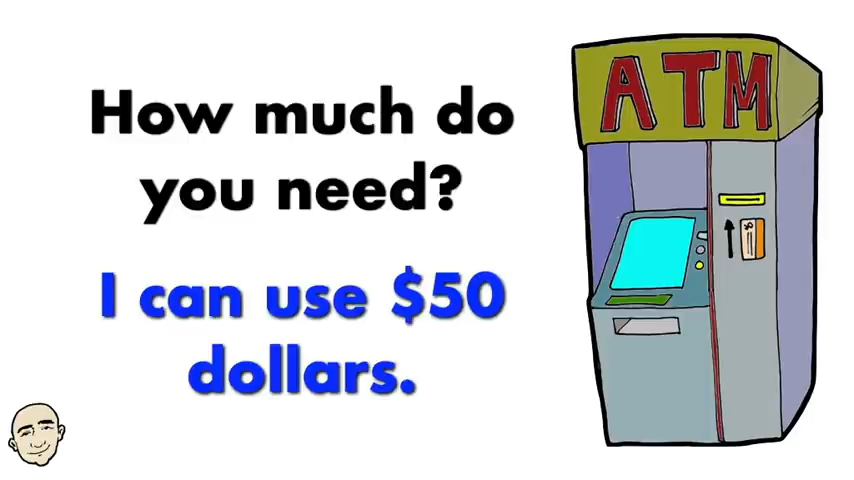 How much do
you need?
I can use $50
dollars.
ATM